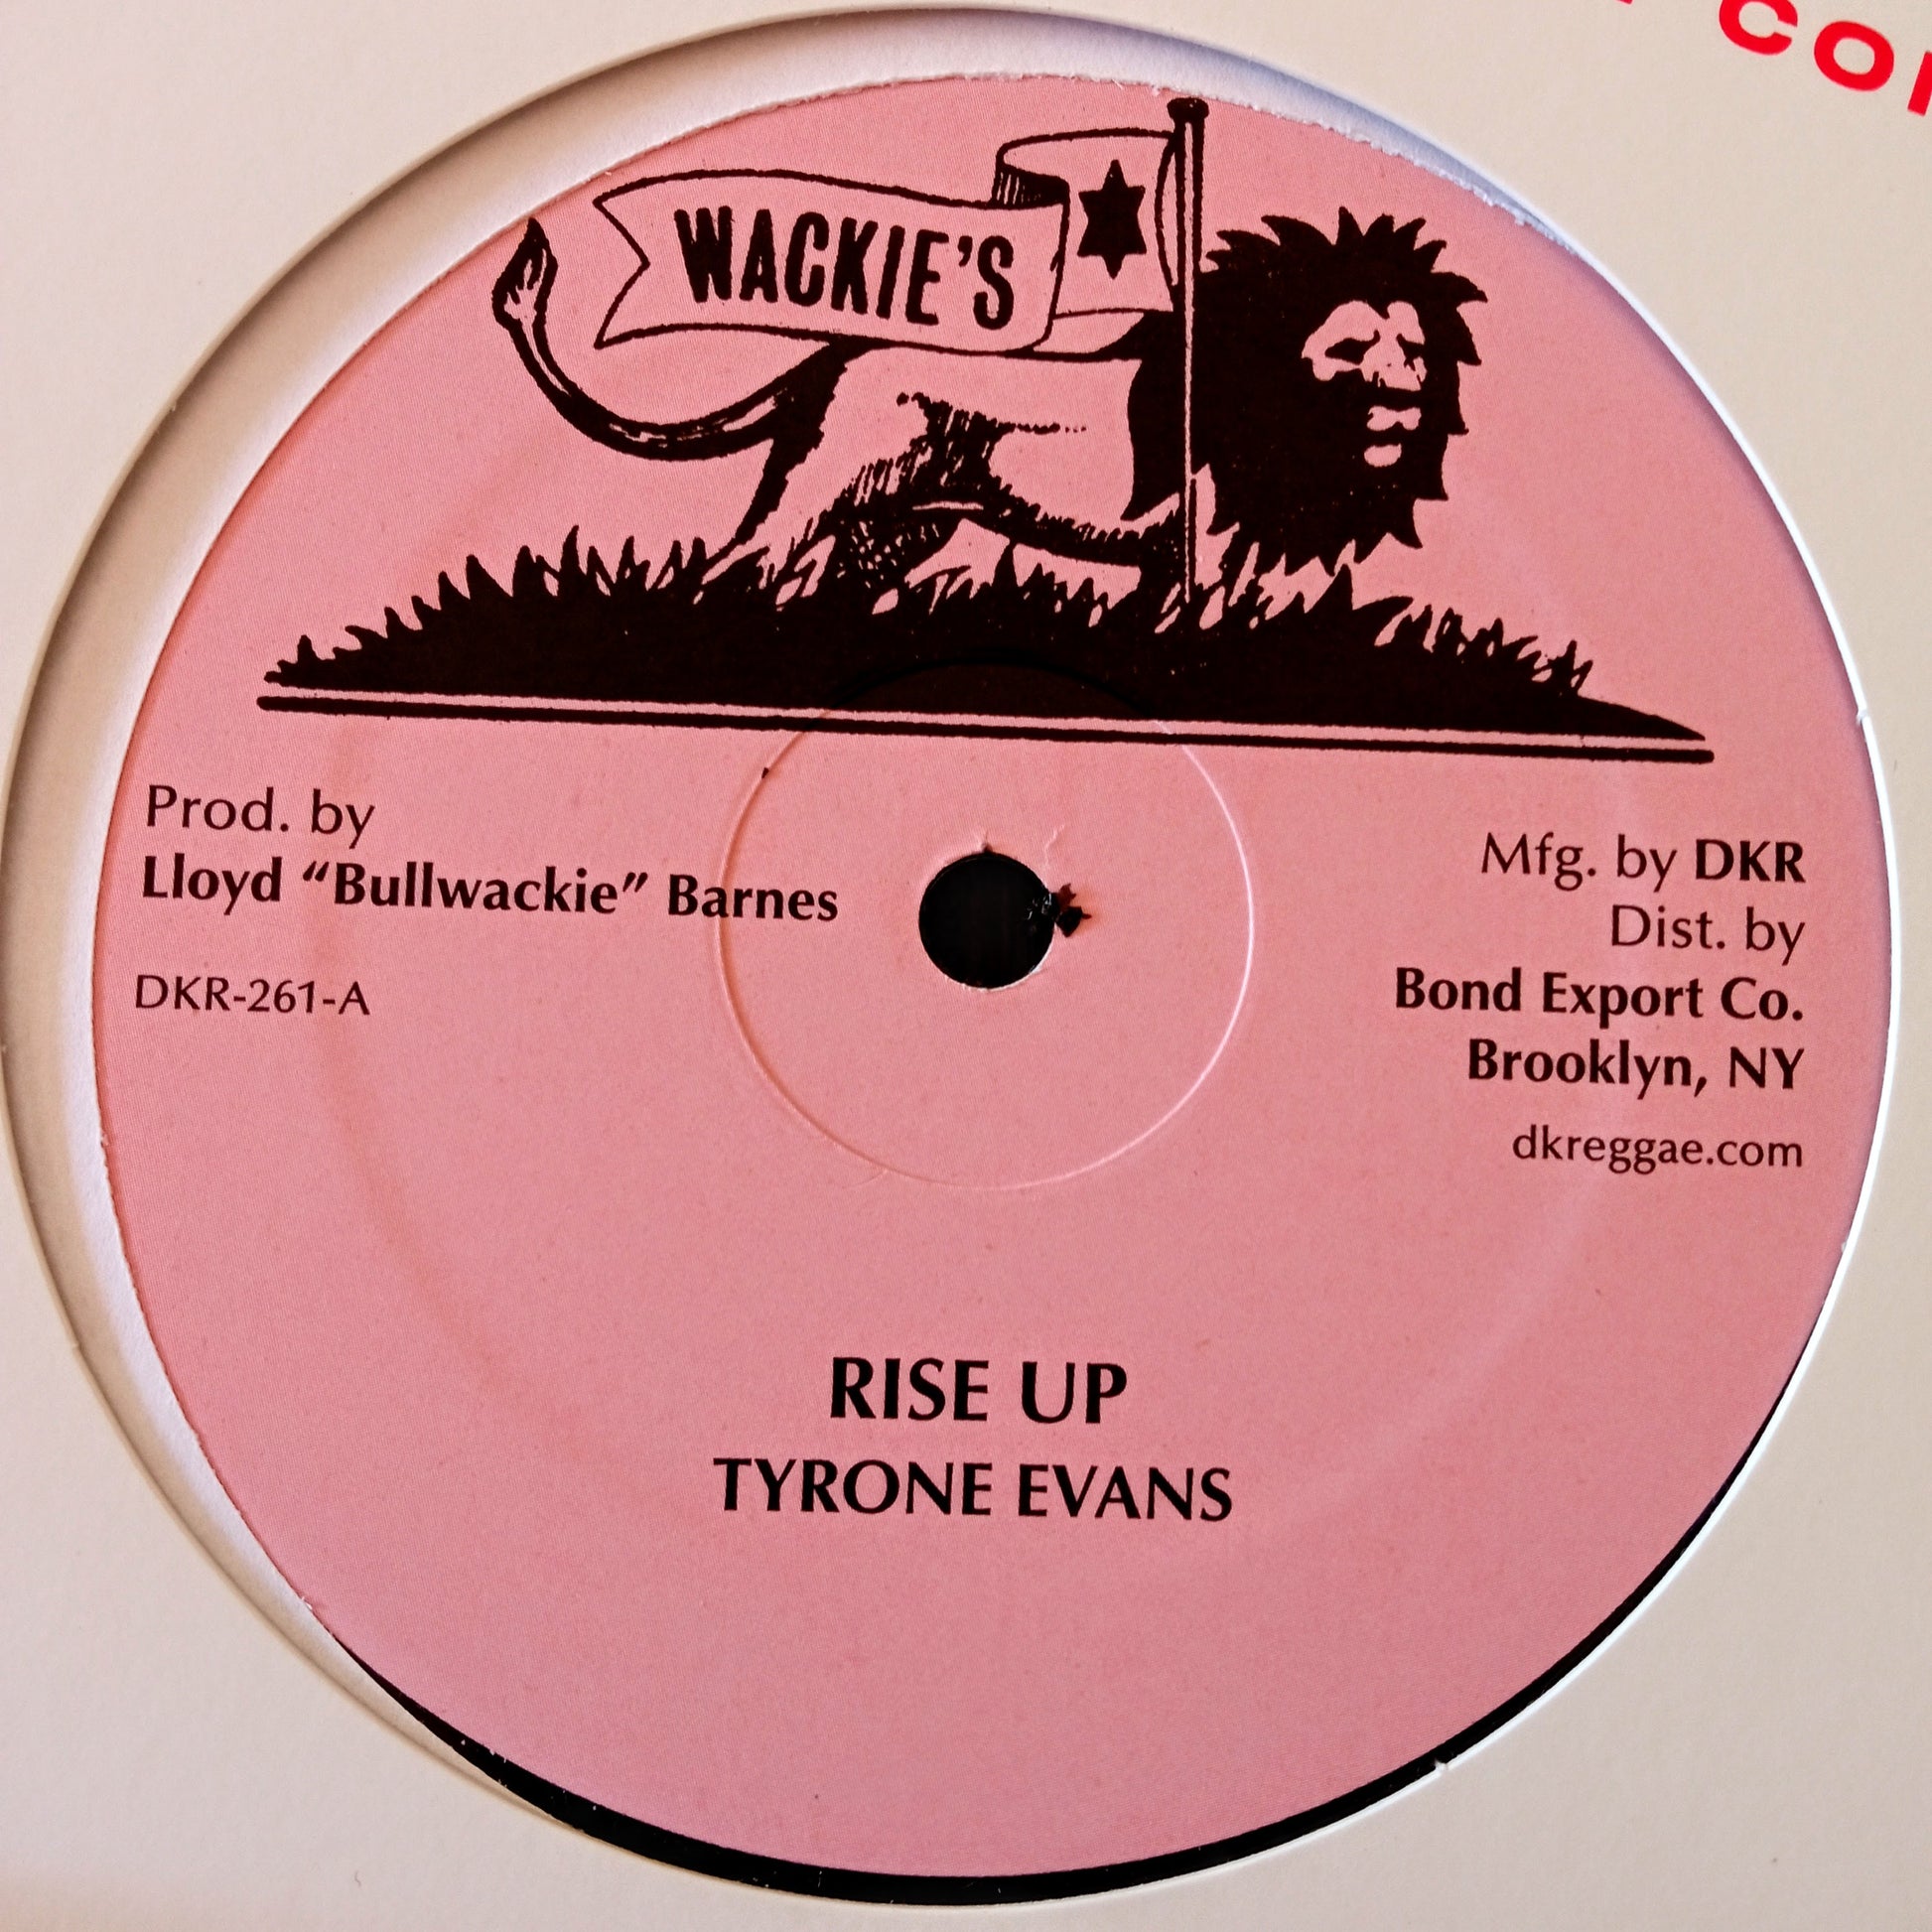 WACKIE'S
Prod. by
Lloyd “Bullwackie” Barnes
DKR-261-A
Mfg. by DKR
Dist. by
Bond Export Co.
Brooklyn, NY
dkreggae.com
RISE UP
TYRONE EVANS